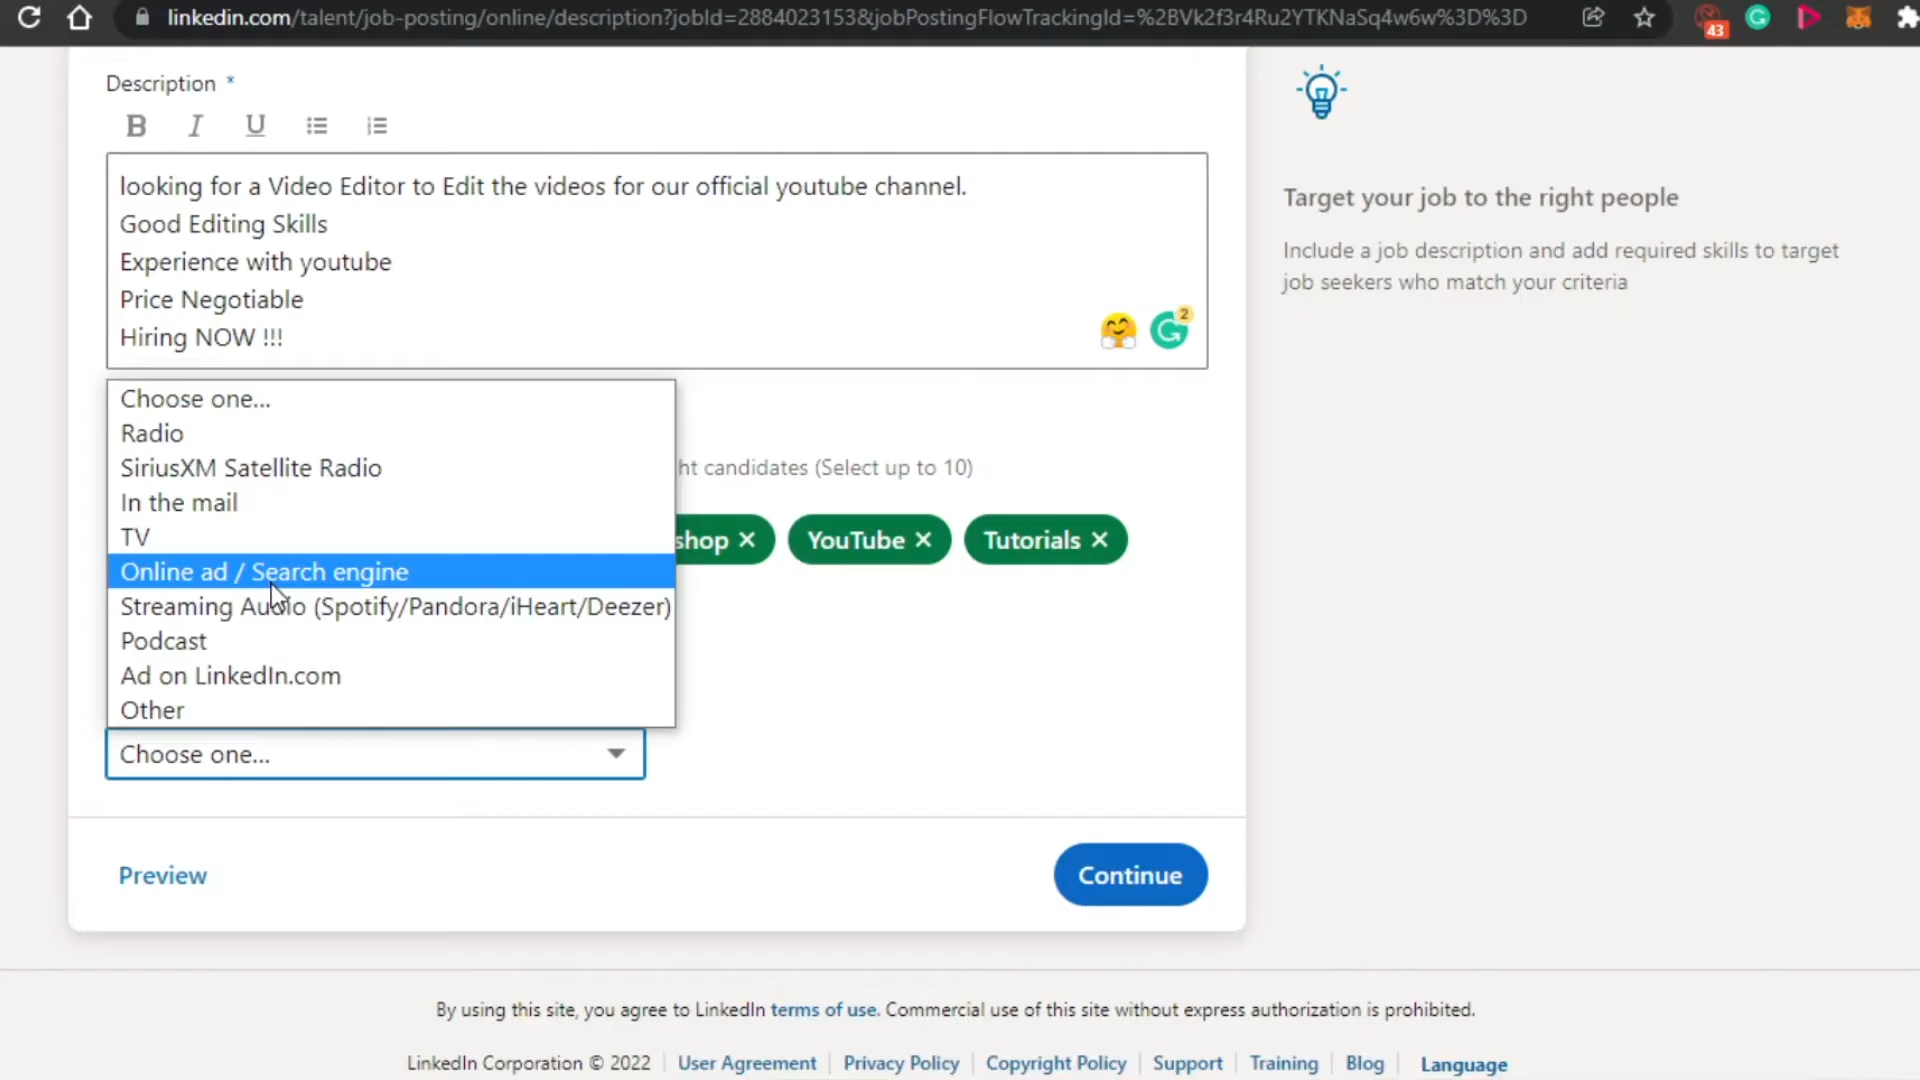 linkedin.com/talent/job-posting/online/description?jobId=2884023153&jobPostingFlowTrackingId=%2BVk2f3r4Ru2YTKNaSq4w6w%3D%3D
43
Description *
B I U
looking for a Video Editor to Edit the videos for our official youtube channel.
Good Editing Skills
Experience with youtube
Price Negotiable
Hiring NOW !!!
2
Target your job to the right people
Include a job description and add required skills to target
job seekers who match your criteria
Choose one...
Radio
SiriusXM Satellite Radio
ht candidates (Select up to 10)
In the mail
TV
shop × YouTube × Tutorials ×
Online ad / Search engine
Streaming Audio (Spotify/Pandora/iHeart/Deezer)
Podcast
Ad on LinkedIn.com
Other
Choose one...
Preview
Continue
By using this site, you agree to LinkedIn terms of use. Commercial use of this site without express authorization is prohibited.
LinkedIn Corporation © 2022 | User Agreement | Privacy Policy | Copyright Policy | Support | Training | Blog | Language